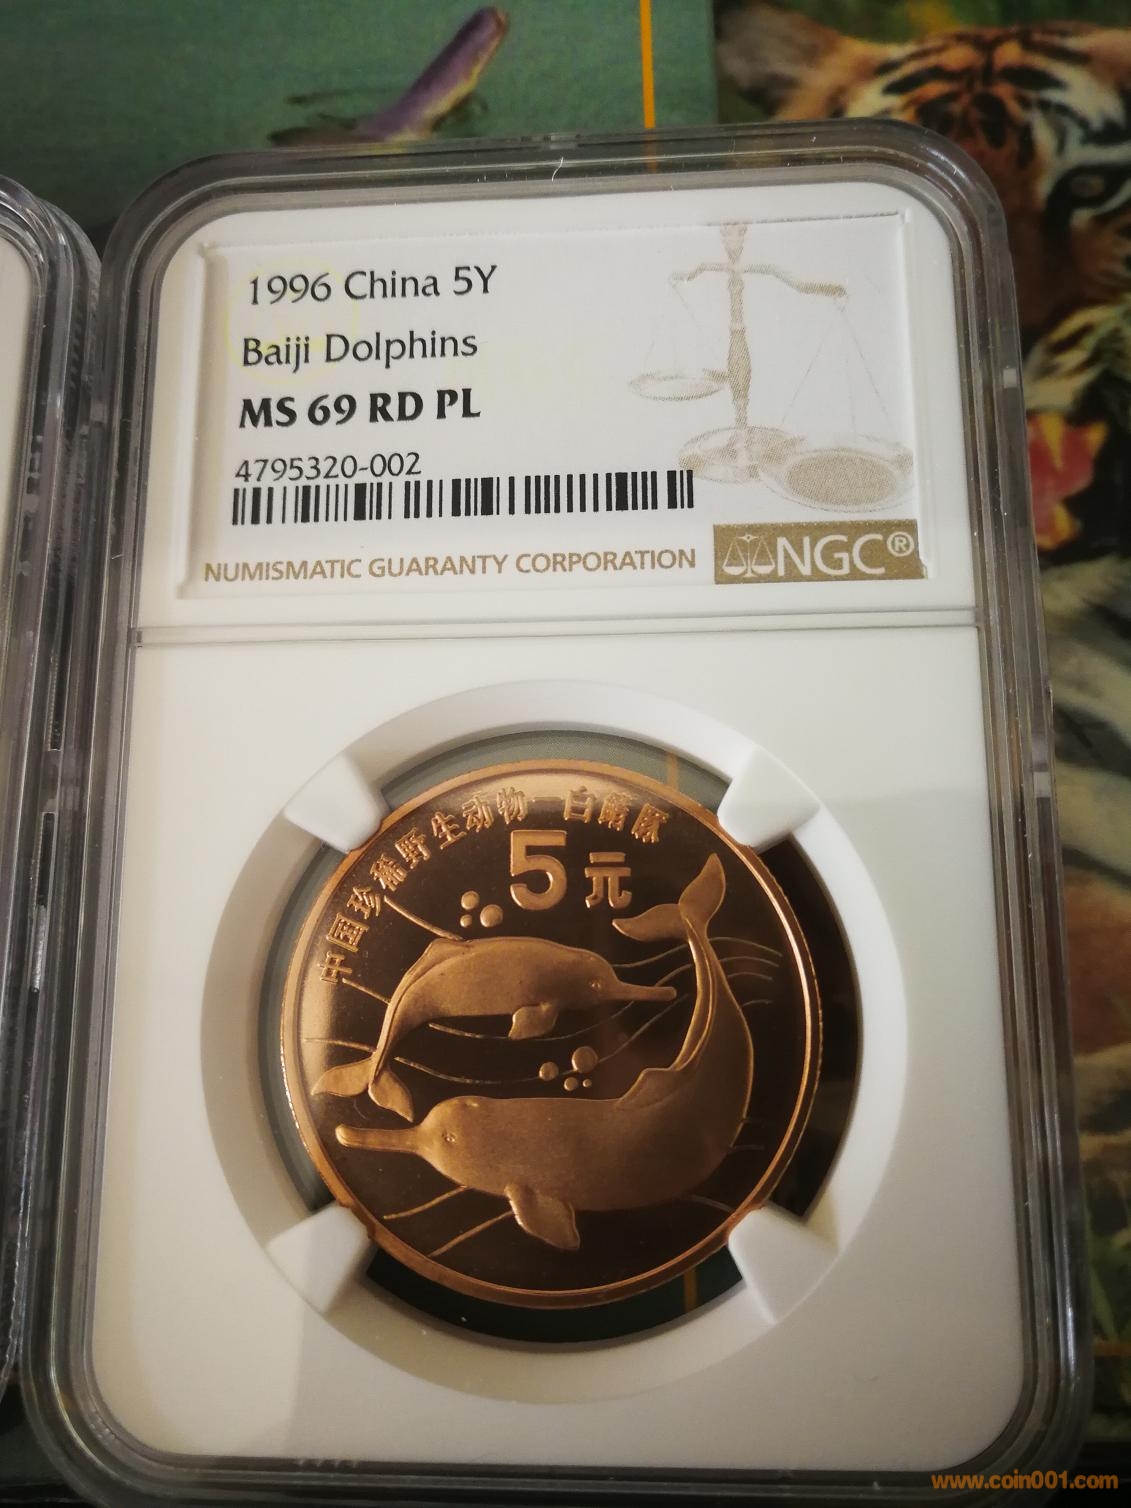 1996 China 5Y
Baiji Dolphins
MS 69 RD PL
4795320-002
NUMISMATIC GUARANTY CORPORATION
NGC®
中国珍稀野生动物—白鱀豚
5元
www.coin001.com